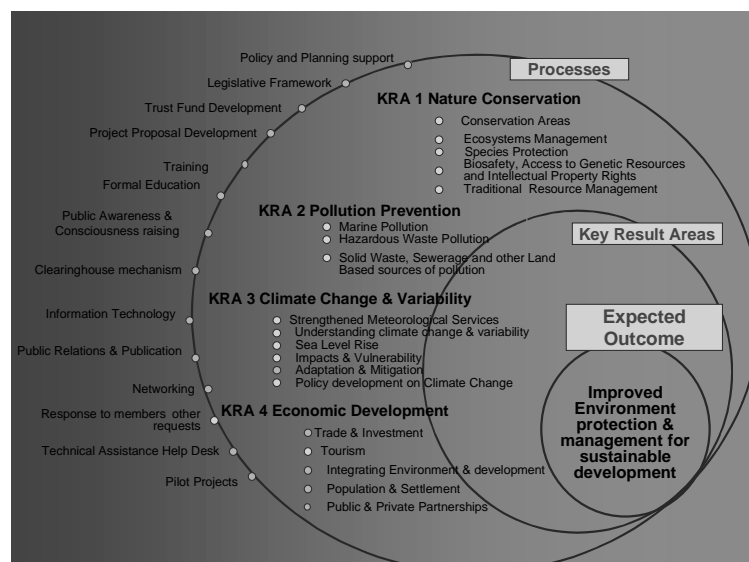 Policy and Planning support
Legislative Framework
Trust Fund Development
Project Proposal Development
Training
Formal Education
Public Awareness &
Consciousness raising
Clearinghouse mechanism
Information Technology
Public Relations & Publication
Networking
Response to members other
requests
Technical Assistance Help Desk
Pilot Projects
Processes
KRA 1 Nature Conservation
Conservation Areas
Ecosystems Management
Species Protection
Biosafety, Access to Genetic Resources
and Intellectual Property Rights
Traditional Resource Management
KRA 2 Pollution Prevention
Marine Pollution
Hazardous Waste Pollution
Solid Waste, Sewerage and other Land
Based sources of pollution
KRA 3 Climate Change & Variability
Strengthened Meteorological Services
Understanding climate change & variability
Sea Level Rise
Impacts & Vulnerability
Adaptation & Mitigation
Policy development on Climate Change
KRA 4 Economic Development
Trade & Investment
Tourism
Integrating Environment & development
Population & Settlement
Public & Private Partnerships
Key Result Areas
Expected
Outcome
Improved
Environment
protection &
management for
sustainable
development